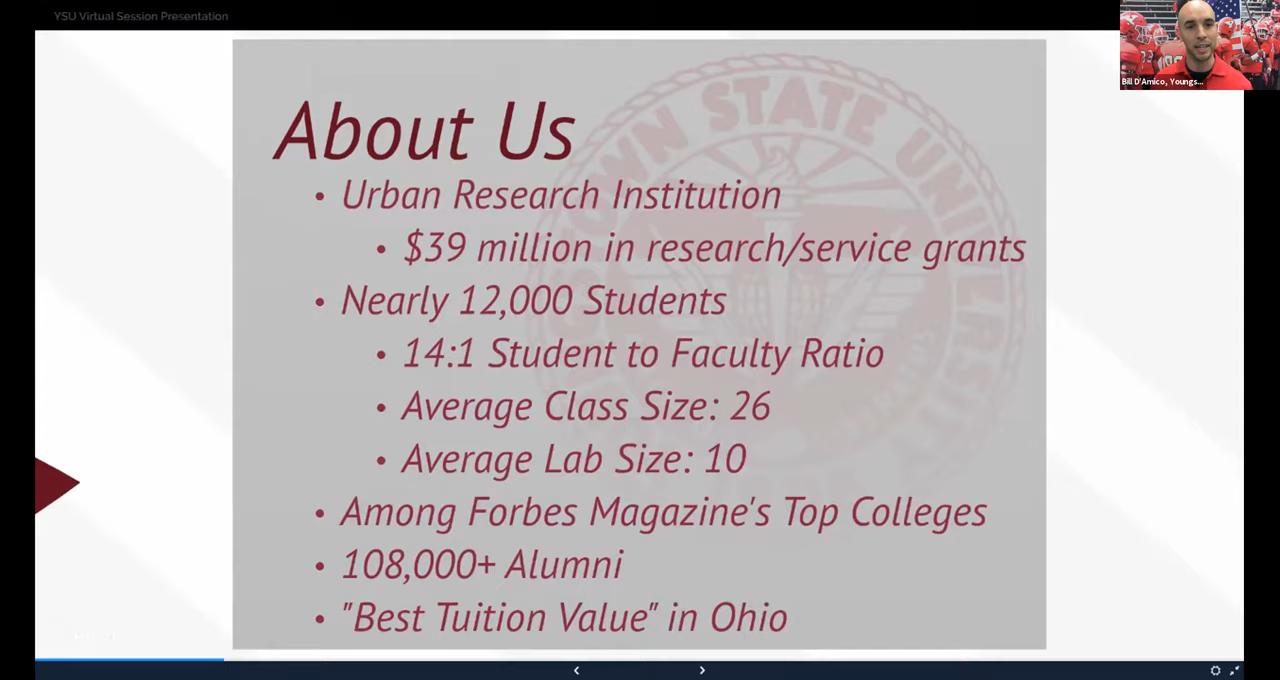 YSU Virtual Session Presentation
Bill D'Amico, Youngs...
About Us
• Urban Research Institution
• $39 million in research/service grants
• Nearly 12,000 Students
• 14:1 Student to Faculty Ratio
• Average Class Size: 26
• Average Lab Size: 10
• Among Forbes Magazine's Top Colleges
• 108,000+ Alumni
• "Best Tuition Value" in Ohio
STATE UNIVERSITY